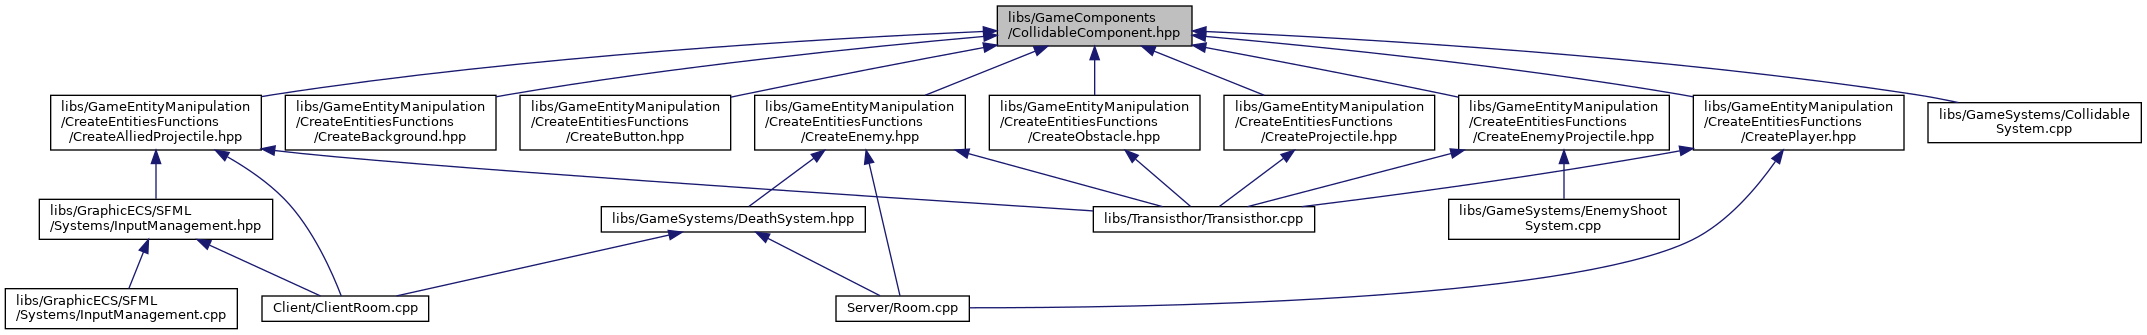 libs/GameComponents
/CollidableComponent.hpp
libs/GameEntityManipulation
/CreateEntitiesFunctions
/CreateAlliedProjectile.hpp
libs/GameEntityManipulation
/CreateEntitiesFunctions
/CreateBackground.hpp
libs/GameEntityManipulation
/CreateEntitiesFunctions
/CreateButton.hpp
libs/GameEntityManipulation
/CreateEntitiesFunctions
/CreateEnemy.hpp
libs/GameEntityManipulation
/CreateEntitiesFunctions
/CreateObstacle.hpp
libs/GameEntityManipulation
/CreateEntitiesFunctions
/CreateProjectile.hpp
libs/GameEntityManipulation
/CreateEntitiesFunctions
/CreateEnemyProjectile.hpp
libs/GameEntityManipulation
/CreateEntitiesFunctions
/CreatePlayer.hpp
libs/GameSystems/Collidable
System.cpp
libs/GraphicECS/SFML
/Systems/InputManagement.hpp
libs/GameSystems/DeathSystem.hpp
libs/Transisthor/Transisthor.cpp
libs/GameSystems/EnemyShoot
System.cpp
libs/GraphicECS/SFML
/Systems/InputManagement.cpp
Client/ClientRoom.cpp
Server/Room.cpp